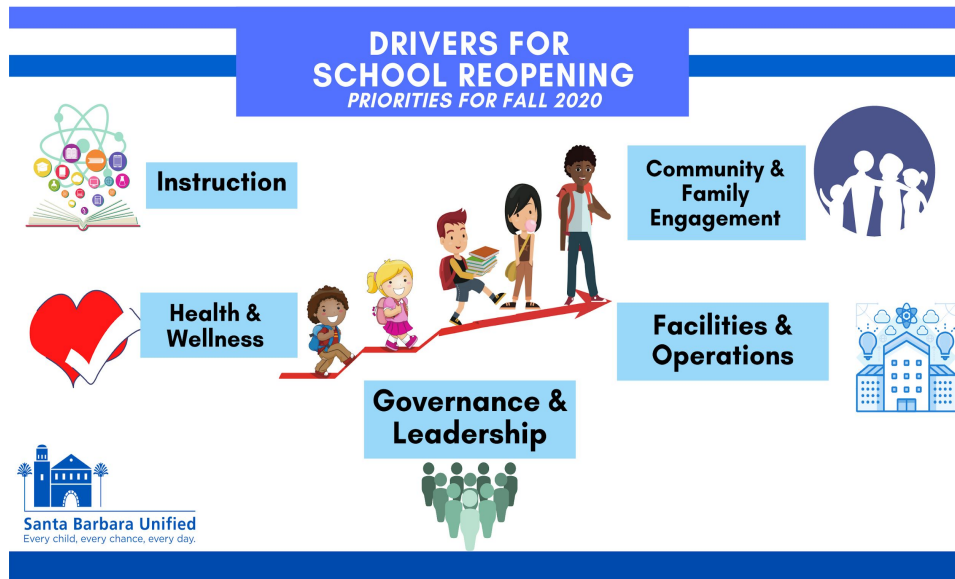 DRIVERS FOR
SCHOOL REOPENING
PRIORITIES FOR FALL 2020
Instruction
Community &
Family
Engagement
Health &
Wellness
Facilities &
Operations
Governance &
Leadership
Santa Barbara Unified
Every child, every chance, every day.